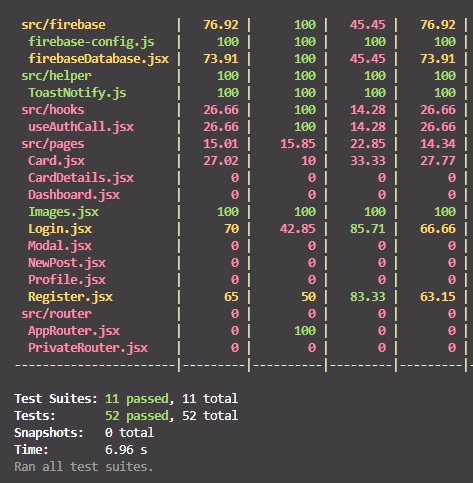 src/firebase | 76.92 | 100 | 45.45 | 76.92 |
firebase-config.js | 100 | 100 | 100 | 100 |
firebaseDatabase.jsx | 73.91 | 100 | 45.45 | 73.91 |
src/helper | 100 | 100 | 100 | 100 |
ToastNotify.js | 100 | 100 | 100 | 100 |
src/hooks | 26.66 | 100 | 14.28 | 26.66 |
useAuthCall.jsx | 26.66 | 100 | 14.28 | 26.66 |
src/pages | 15.01 | 15.85 | 22.85 | 14.34 |
Card.jsx | 27.02 | 10 | 33.33 | 27.77 |
CardDetails.jsx | 0 | 0 | 0 | 0 |
Dashboard.jsx | 0 | 0 | 0 | 0 |
Images.jsx | 100 | 100 | 100 | 100 |
Login.jsx | 70 | 42.85 | 85.71 | 66.66 |
Modal.jsx | 0 | 0 | 0 | 0 |
NewPost.jsx | 0 | 0 | 0 | 0 |
Profile.jsx | 0 | 0 | 0 | 0 |
Register.jsx | 65 | 50 | 83.33 | 63.15 |
src/router | 0 | 0 | 0 | 0 |
AppRouter.jsx | 0 | 100 | 0 | 0 |
PrivateRouter.jsx | 0 | 0 | 0 | 0 |
----------------------|---------|----------|---------|---------|-
Test Suites: 11 passed, 11 total
Tests: 52 passed, 52 total
Snapshots: 0 total
Time: 6.96 s
Ran all test suites.